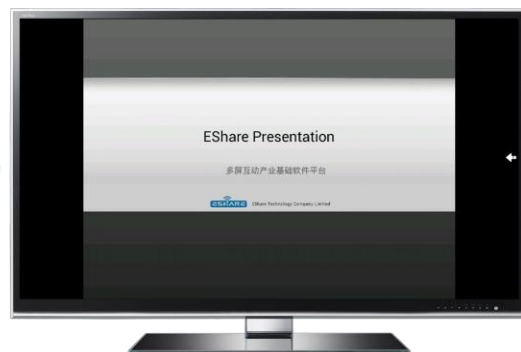 EShare Presentation
多屏互动产业基础软件平台
ESHARE EShare Technology Company Limited